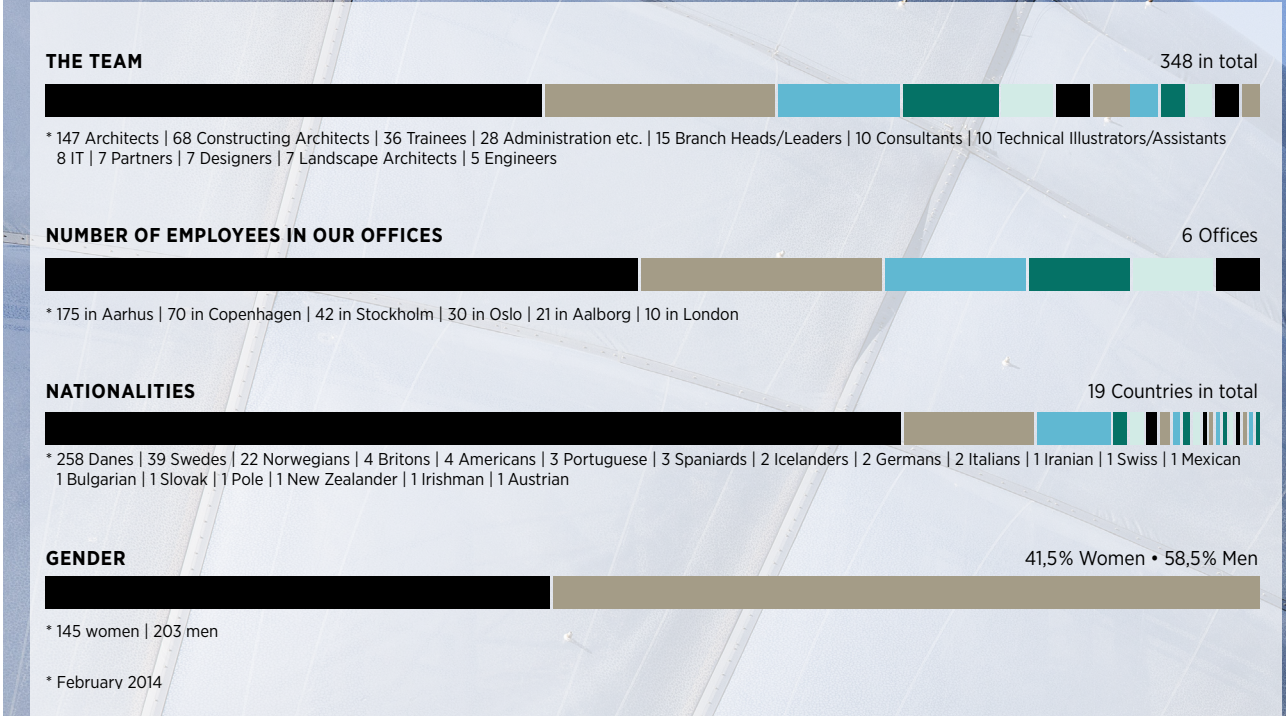 THE TEAM 348 in total
* 147 Architects | 68 Constructing Architects | 36 Trainees | 28 Administration etc. | 15 Branch Heads/Leaders | 10 Consultants | 10 Technical Illustrators/Assistants
8 IT | 7 Partners | 7 Designers | 7 Landscape Architects | 5 Engineers
NUMBER OF EMPLOYEES IN OUR OFFICES 6 Offices
* 175 in Aarhus | 70 in Copenhagen | 42 in Stockholm | 30 in Oslo | 21 in Aalborg | 10 in London
NATIONALITIES 19 Countries in total
* 258 Danes | 39 Swedes | 22 Norwegians | 4 Britons | 4 Americans | 3 Portuguese | 3 Spaniards | 2 Icelanders | 2 Germans | 2 Italians | 1 Iranian | 1 Swiss | 1 Mexican
1 Bulgarian | 1 Slovak | 1 Pole | 1 New Zealander | 1 Irishman | 1 Austrian
GENDER 41,5% Women • 58,5% Men
* 145 women | 203 men
* February 2014